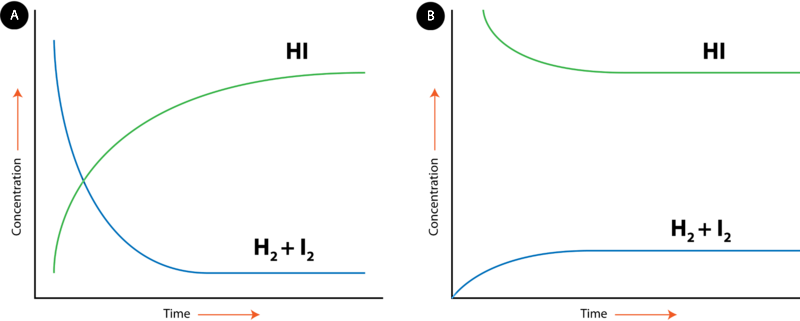 A
Concentration
HI
H₂ + I₂
Time
B
Concentration
HI
H₂ + I₂
Time